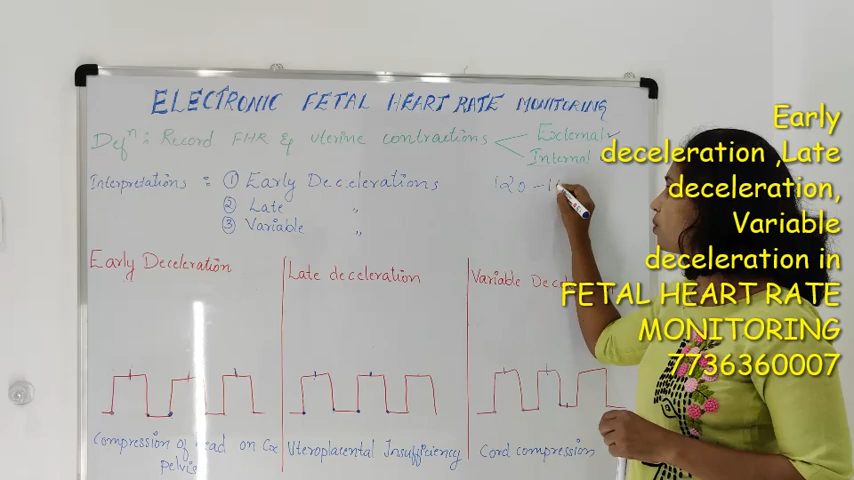 ELECTRONIC FETAL HEART RATE MONITORING
Defⁿ :- Record FHR & uterine contractions
External ✓
Internal
Interpretations = ① Early Decelerations
② Late "
③ Variable "
120 - 1
Early Deceleration
Late deceleration
Variable
Compression of head on Cx
Uteroplacental Insufficiency
Cord compression
Early
deceleration ,Late
deceleration,
Variable
deceleration in
FETAL HEART RATE
MONITORING
7736360007